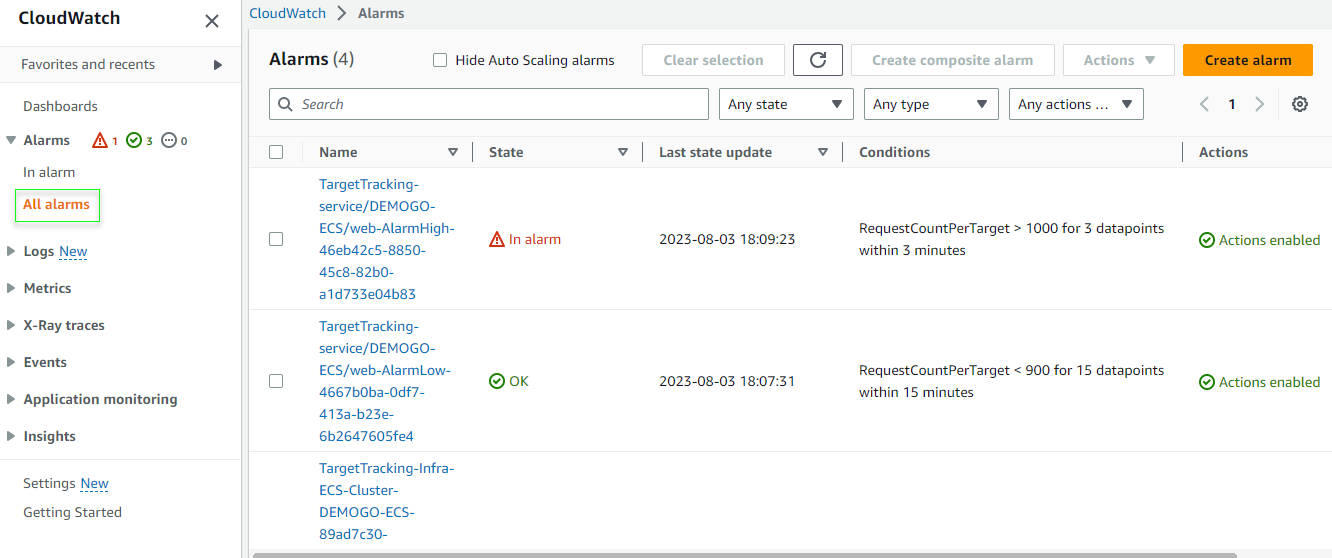 CloudWatch
Favorites and recents
Dashboards
Alarms 1 3 0
In alarm
All alarms
Logs New
Metrics
X-Ray traces
Events
Application monitoring
Insights
Settings New
Getting Started
CloudWatch > Alarms
Alarms (4)
Hide Auto Scaling alarms
Clear selection
Create composite alarm
Actions
Create alarm
Search
Any state
Any type
Any actions ...
1
Name State Last state update Conditions Actions
TargetTracking-
service/DEMOGO-
ECS/web-AlarmHigh-
46eb42c5-8850-
45c8-82b0-
a1d733e04b83
In alarm
2023-08-03 18:09:23
RequestCountPerTarget > 1000 for 3 datapoints
within 3 minutes
Actions enabled
TargetTracking-
service/DEMOGO-
ECS/web-AlarmLow-
4667b0ba-0df7-
413a-b23e-
6b2647605fe4
OK
2023-08-03 18:07:31
RequestCountPerTarget < 900 for 15 datapoints
within 15 minutes
Actions enabled
TargetTracking-Infra-
ECS-Cluster-
DEMOGO-ECS-
89ad7c30-